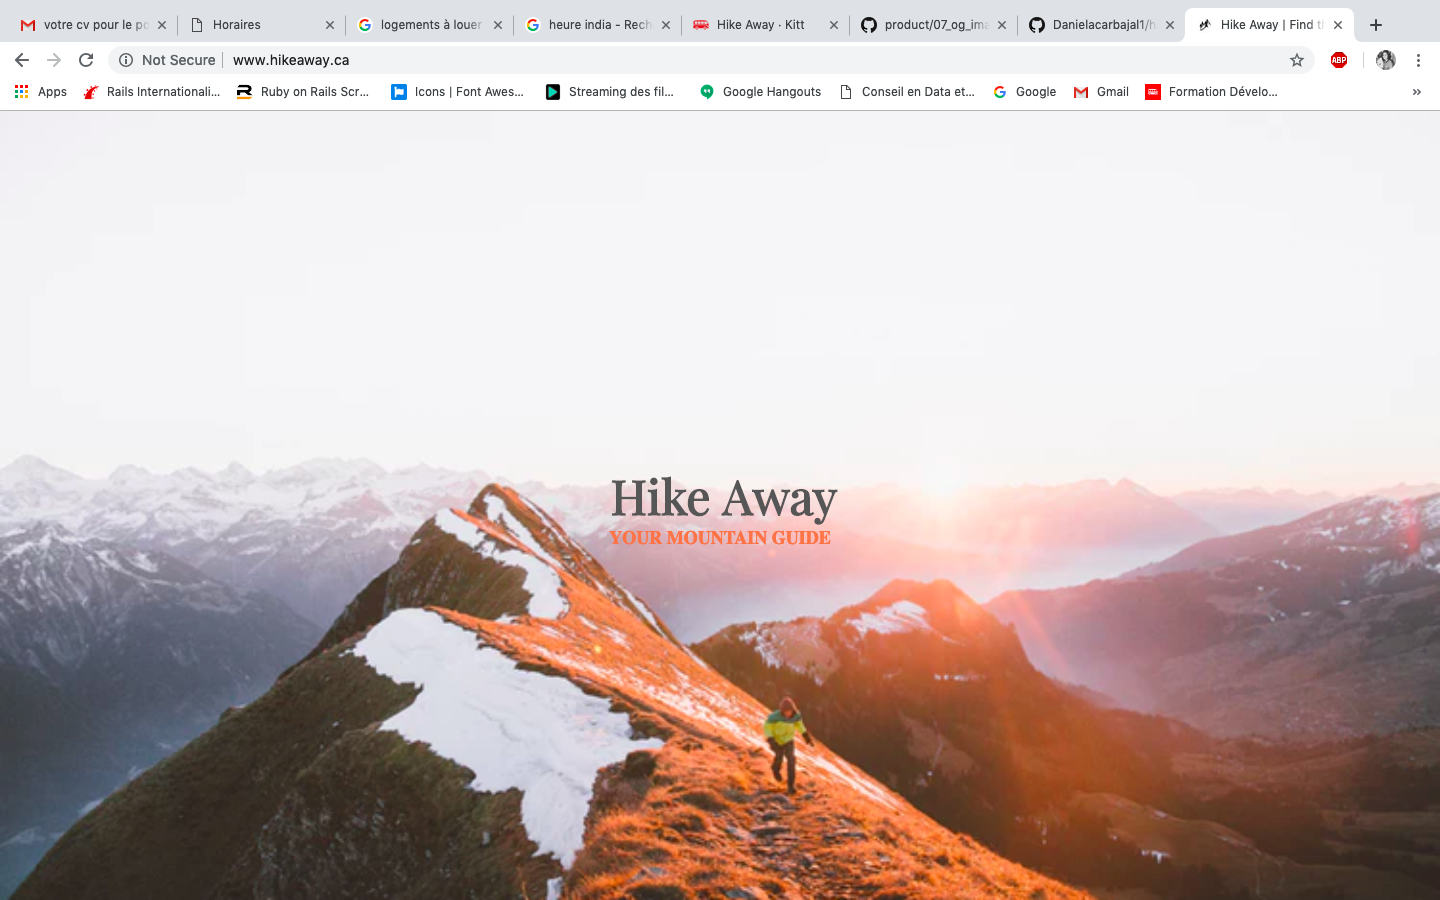 votre cv pour le po
Horaires
logements à louer
heure india - Rech
Hike Away · Kitt
product/07_og_ima
Danielacarbajal1/h
Hike Away | Find th
Not Secure
www.hikeaway.ca
ABP
Apps
Rails Internationali...
Ruby on Rails Scr...
Icons | Font Awes...
Streaming des fil...
Google Hangouts
Conseil en Data et...
Google
Gmail
Formation Dévelo...
Hike Away
YOUR MOUNTAIN GUIDE